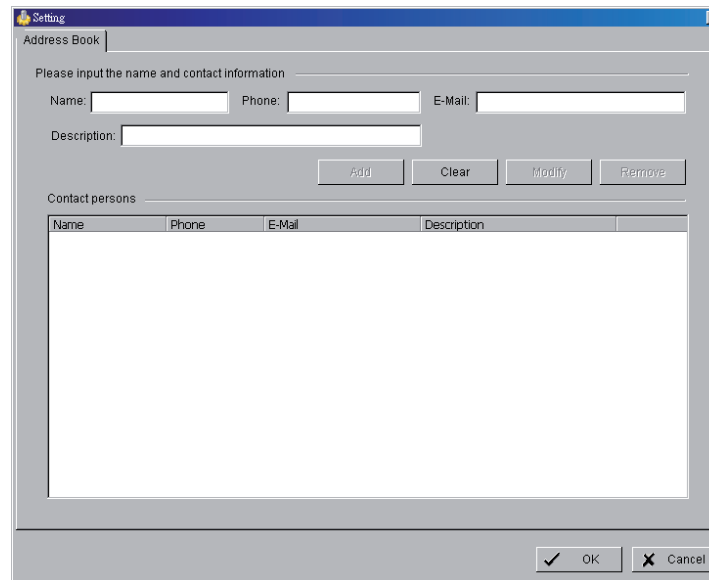 Setting
Address Book
Please input the name and contact information
Name: Phone: E-Mail:
Description:
Add Clear Modify Remove
Contact persons
Name Phone E-Mail Description
OK Cancel